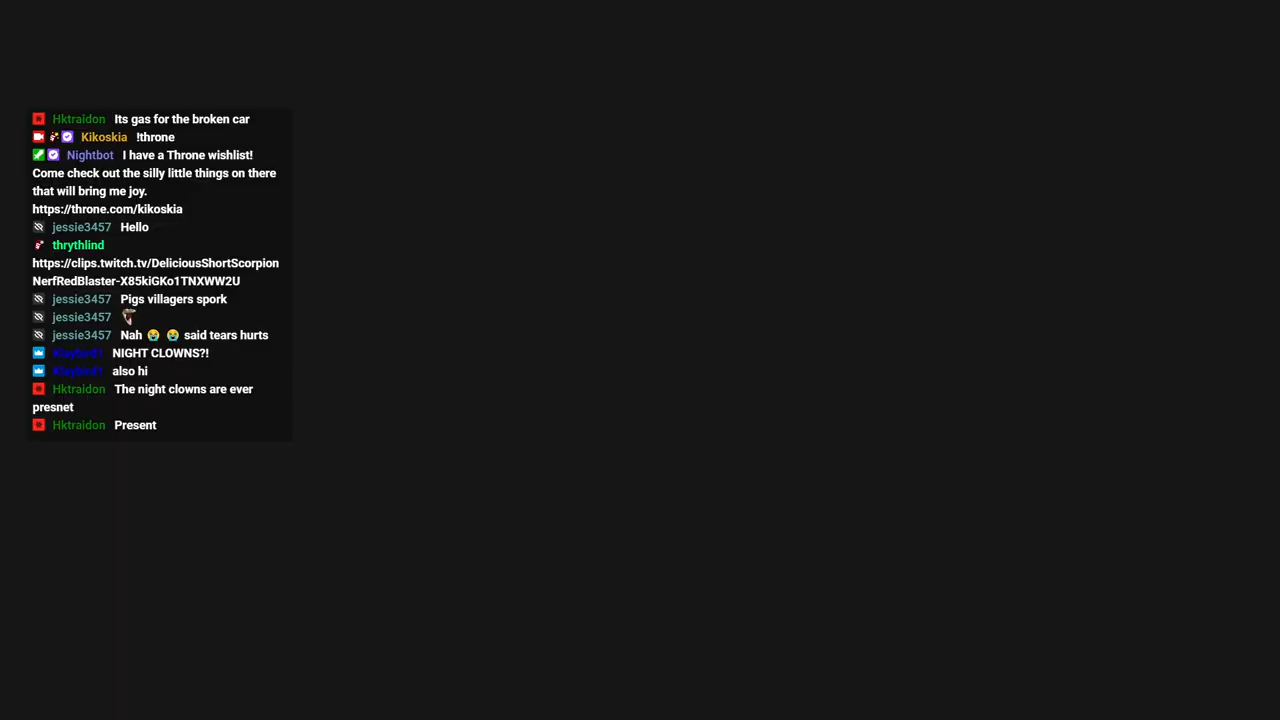 Hktraidon Its gas for the broken car
Kikoskia !throne
Nightbot I have a Throne wishlist!
Come check out the silly little things on there
that will bring me joy.
https://throne.com/kikoskia
jessie3457 Hello
thrythlind
https://clips.twitch.tv/DeliciousShortScorpion
NerfRedBlaster-X85kiGKo1TNXWW2U
jessie3457 Pigs villagers spork
jessie3457
jessie3457 Nah 😭 😭 said tears hurts
NIGHT CLOWNS?!
also hi
Hktraidon The night clowns are ever
presnet
Hktraidon Present